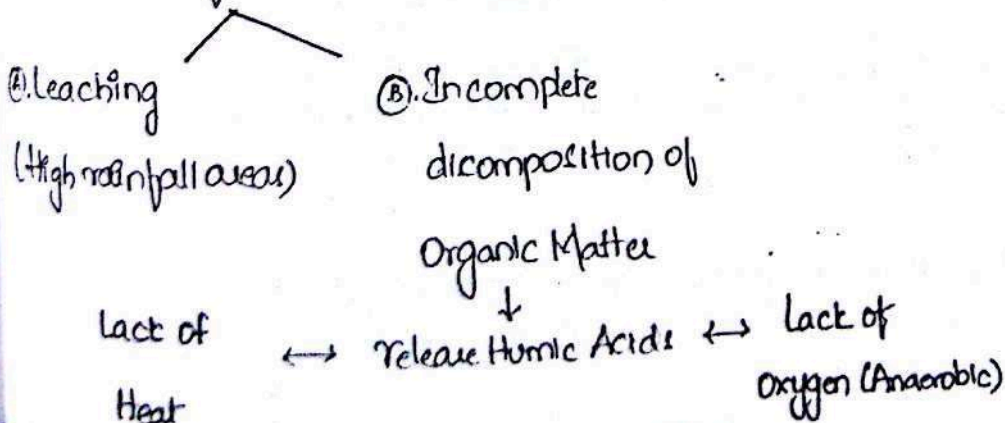 Ⓐ.Leaching
(High rainfall areas)
Ⓑ.Incomplete
dicomposition of
Organic Matter
↓
Lack of
Heat
↔ release Humic Acids ↔
Lack of
Oxygen (Anaerobic)